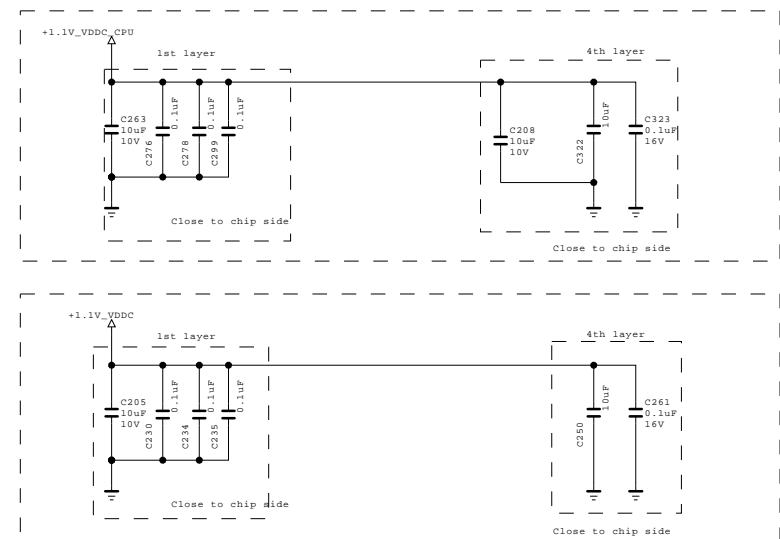 +1.1V_VDDC_CPU
1st layer
4th layer
C263
10uF
10V
C276
0.1uF
C278
0.1uF
C299
0.1uF
C208
10uF
10V
C322
10uF
C323
0.1uF
16V
Close to chip side
Close to chip side
+1.1V_VDDC
1st layer
4th layer
C205
10uF
10V
C230
0.1uF
C234
0.1uF
C235
0.1uF
C250
10uF
C261
0.1uF
16V
Close to chip side
Close to chip side